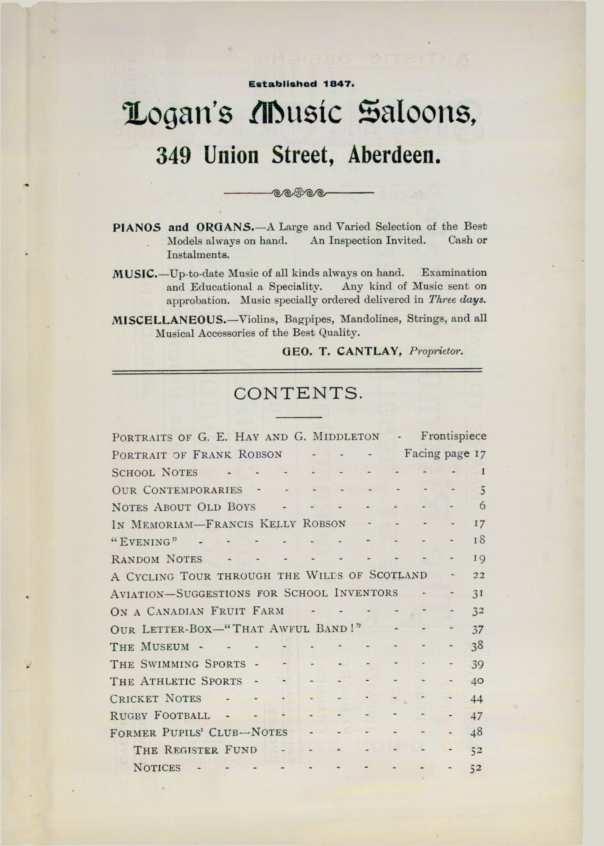 Established 1847.
Logan's Music Saloons,
349 Union Street, Aberdeen.
PIANOS and ORGANS.—A Large and Varied Selection of the Best
Models always on hand. An Inspection Invited. Cash or
Instalments.
MUSIC.—Up-to-date Music of all kinds always on hand. Examination
and Educational a Speciality. Any kind of Music sent on
approbation. Music specially ordered delivered in Three days.
MISCELLANEOUS.—Violins, Bagpipes, Mandolines, Strings, and all
Musical Accessories of the Best Quality.
GEO. T. CANTLAY, Proprietor.
CONTENTS.
PORTRAITS OF G. E. HAY AND G. MIDDLETON - Frontispiece
PORTRAIT OF FRANK ROBSON - - - Facing page 17
SCHOOL NOTES - - - - - - - - - 1
OUR CONTEMPORARIES - - - - - - - - 5
NOTES ABOUT OLD BOYS - - - - - - - 6
IN MEMORIAM—FRANCIS KELLY ROBSON - - - - 17
"EVENING" - - - - - - - - - - 18
RANDOM NOTES - - - - - - - - - 19
A CYCLING TOUR THROUGH THE WILDS OF SCOTLAND - 22
AVIATION—SUGGESTIONS FOR SCHOOL INVENTORS - - 31
ON A CANADIAN FRUIT FARM - - - - - - 32
OUR LETTER-BOX—"THAT AWFUL BAND!" - - - 37
THE MUSEUM - - - - - - - - - - 38
THE SWIMMING SPORTS - - - - - - - - 39
THE ATHLETIC SPORTS - - - - - - - - 40
CRICKET NOTES - - - - - - - - - 44
RUGBY FOOTBALL - - - - - - - - - 47
FORMER PUPILS' CLUB—NOTES - - - - - - 48
THE REGISTER FUND - - - - - - - 52
NOTICES - - - - - - - - - - 52